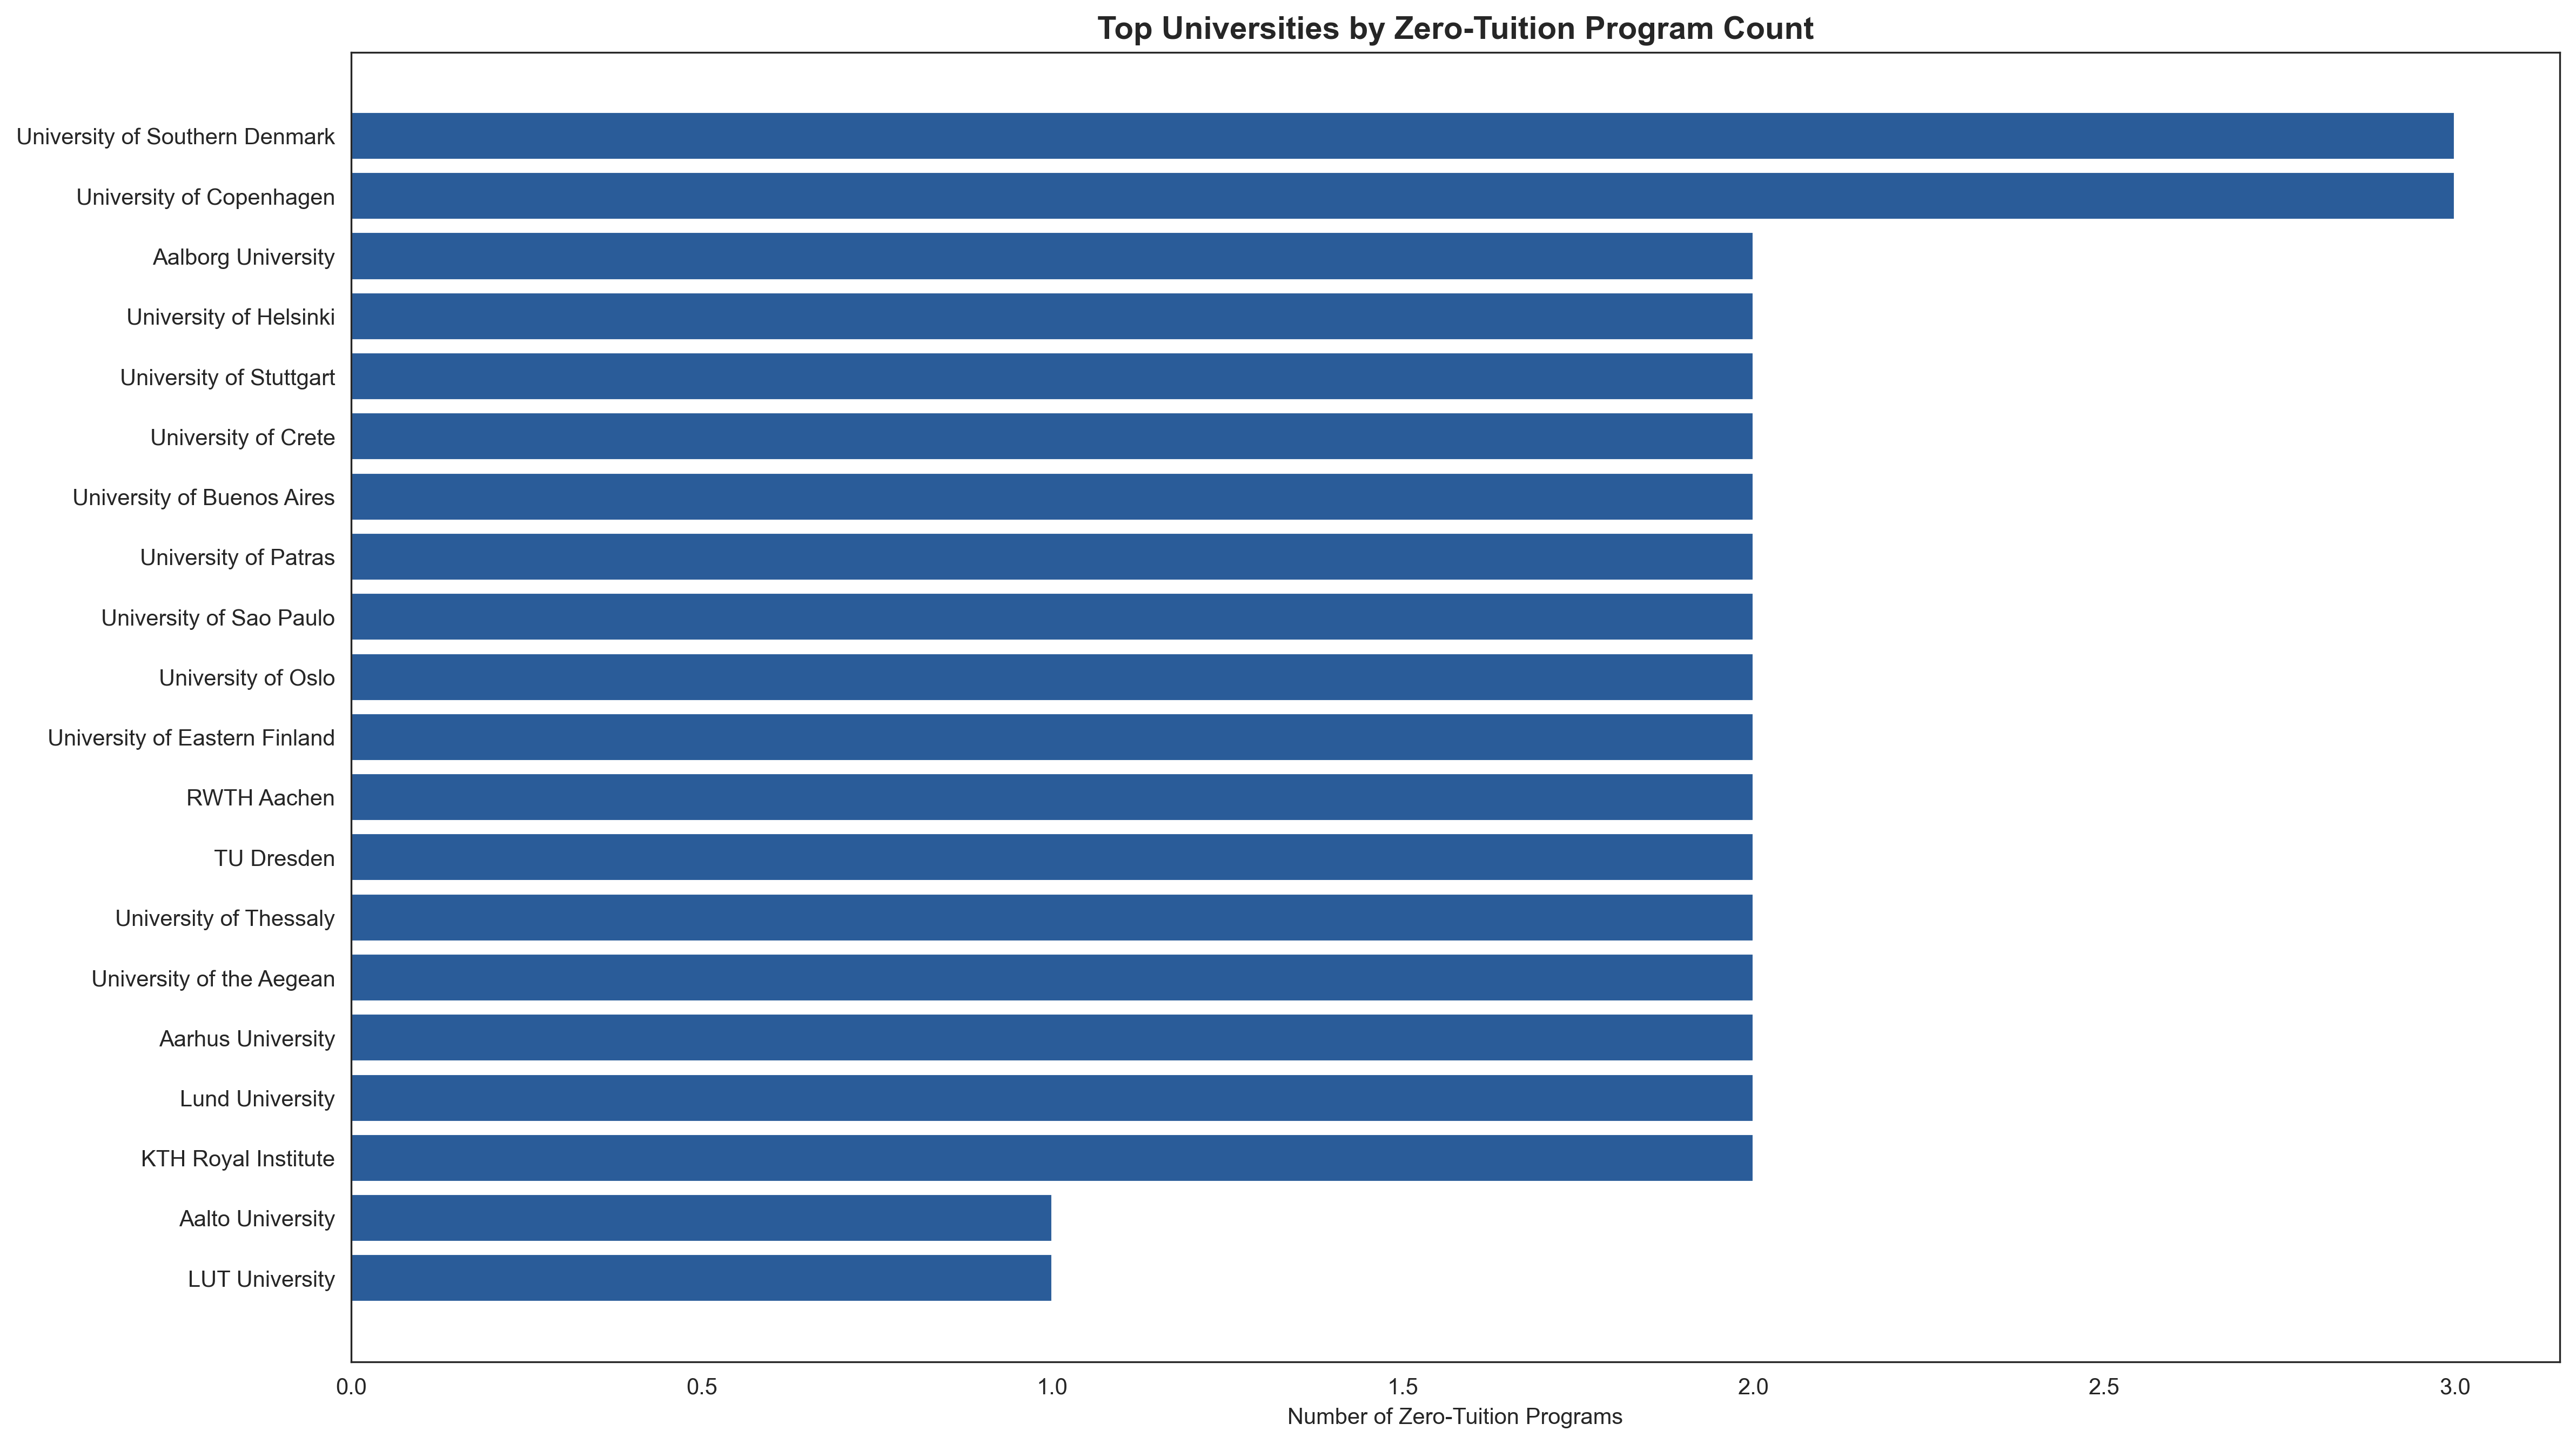 Top Universities by Zero-Tuition Program Count
University of Southern Denmark
University of Copenhagen
Aalborg University
University of Helsinki
University of Stuttgart
University of Crete
University of Buenos Aires
University of Patras
University of Sao Paulo
University of Oslo
University of Eastern Finland
RWTH Aachen
TU Dresden
University of Thessaly
University of the Aegean
Aarhus University
Lund University
KTH Royal Institute
Aalto University
LUT University
0.0 0.5 1.0 1.5 2.0 2.5 3.0
Number of Zero-Tuition Programs